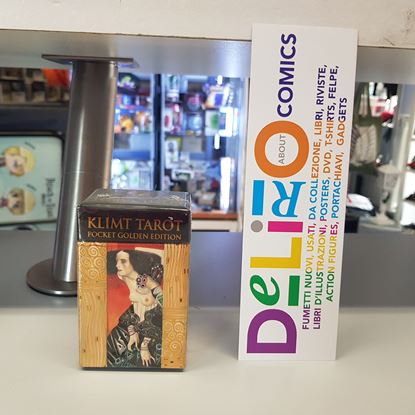 KLIMT TAROT
POCKET GOLDEN EDITION
DeLiRiO
ABOUT
COMICS
FUMETTI NUOVI, USATI, DA COLLEZIONE, LIBRI, RIVISTE,
LIBRI D'ILLUSTRAZIONI, POSTERS, DVD, T-SHIRTS, FELPE,
ACTION FIGURES, PORTACHIAVI, GADGETS